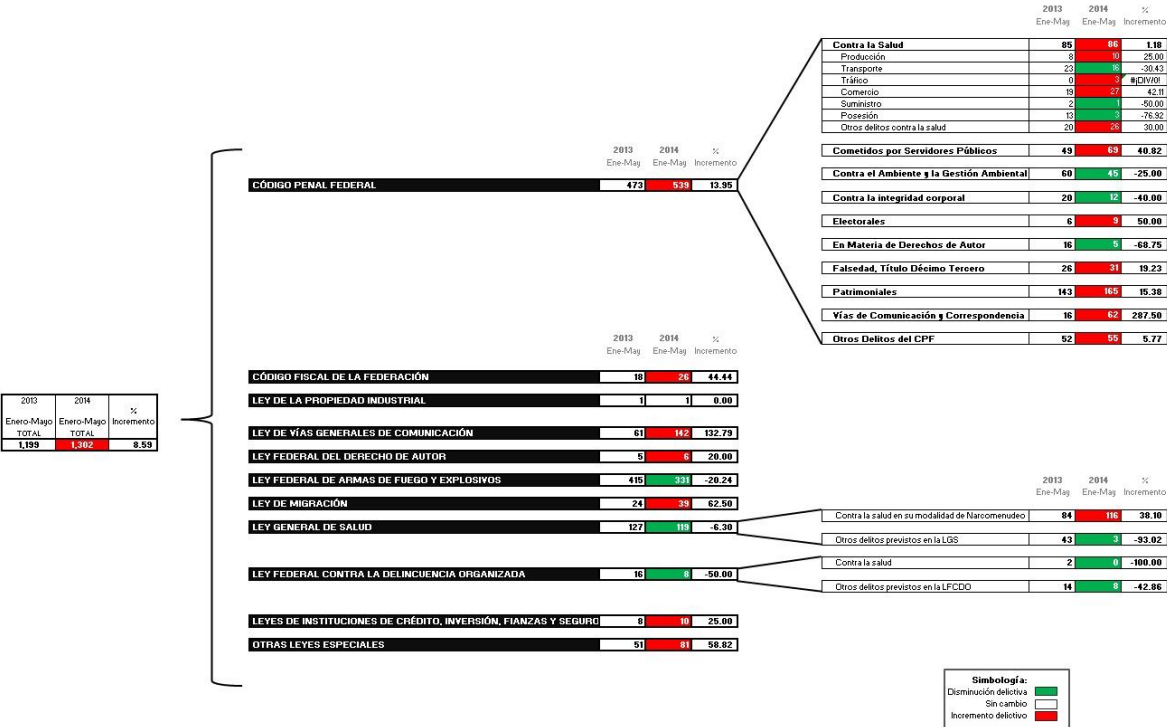 2013 2014 %
Ene-May Ene-May Incremento
Contra la Salud 85 86 1.18
Producción 8 10 25.00
Transporte 23 16 -30.43
Tráfico 0 3 #¡DIV/0!
Comercio 19 27 42.11
Suministro 2 1 -50.00
Posesión 13 3 -76.92
Otros delitos contra la salud 20 26 30.00
Cometidos por Servidores Públicos 49 69 40.82
Contra el Ambiente y la Gestión Ambiental 60 45 -25.00
Contra la integridad corporal 20 12 -40.00
Electorales 6 9 50.00
En Materia de Derechos de Autor 16 5 -68.75
Falsedad, Título Décimo Tercero 26 31 19.23
Patrimoniales 143 165 15.38
Vías de Comunicación y Correspondencia 16 62 287.50
Otros Delitos del CPF 52 55 5.77
2013 2014 %
Ene-May Ene-May Incremento
CÓDIGO PENAL FEDERAL 473 539 13.95
2013 2014 %
Ene-May Ene-May Incremento
CÓDIGO FISCAL DE LA FEDERACIÓN 18 26 44.44
LEY DE LA PROPIEDAD INDUSTRIAL 1 1 0.00
LEY DE VÍAS GENERALES DE COMUNICACIÓN 61 142 132.79
LEY FEDERAL DEL DERECHO DE AUTOR 5 6 20.00
LEY FEDERAL DE ARMAS DE FUEGO Y EXPLOSIVOS 415 331 -20.24
LEY DE MIGRACIÓN 24 39 62.50
LEY GENERAL DE SALUD 127 119 -6.30
LEY FEDERAL CONTRA LA DELINCUENCIA ORGANIZADA 16 8 -50.00
LEYES DE INSTITUCIONES DE CRÉDITO, INVERSIÓN, FIANZAS Y SEGURO 8 10 25.00
OTRAS LEYES ESPECIALES 51 81 58.82
2013 2014 %
Enero-Mayo Enero-Mayo Incremento
TOTAL TOTAL
1,199 1,302 8.59
2013 2014 %
Ene-May Ene-May Incremento
Contra la salud en su modalidad de Narcomenudeo 84 116 38.10
Otros delitos previstos en la LGS 43 3 -93.02
Contra la salud 2 0 -100.00
Otros delitos previstos en la LFCDO 14 8 -42.86
Simbología:
Disminución delictiva
Sin cambio
Incremento delictivo